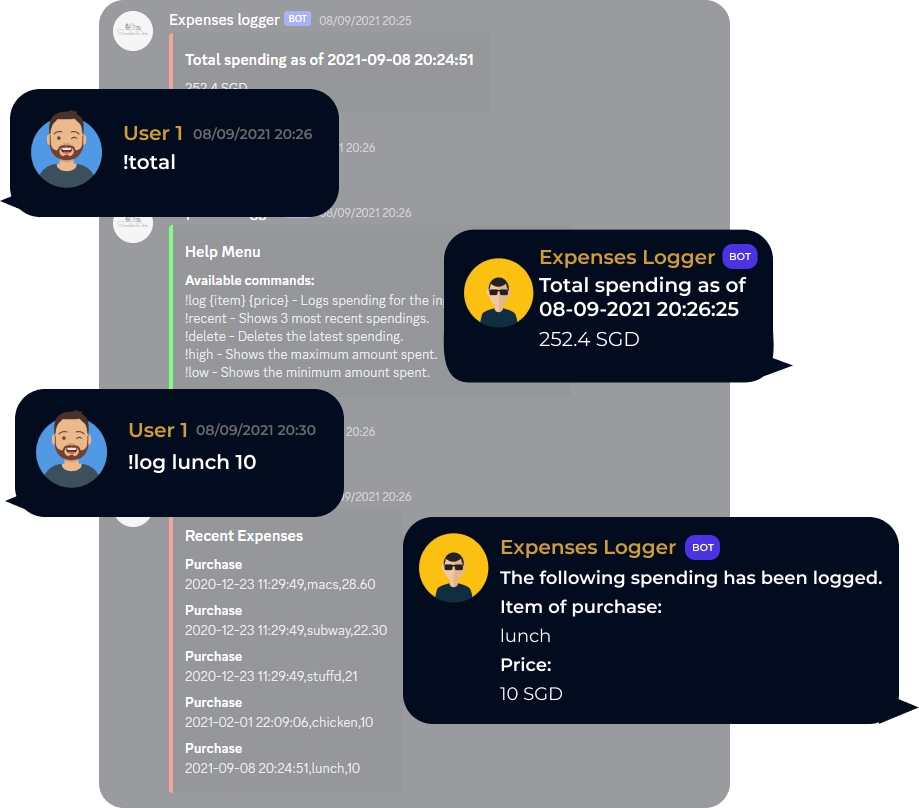 Expenses logger BOT 08/09/2021 20:25
Total spending as of 2021-09-08 20:24:51
252.4 SGD
User 1 08/09/2021 20:26
!total
20:26
08/09/2021 20:26
Help Menu
Available commands:
!log {item} {price} - Logs spending for the
!recent - Shows 3 most recent spendings.
!delete - Deletes the latest spending.
!high - Shows the maximum amount spent.
!low - Shows the minimum amount spent.
Expenses Logger BOT
Total spending as of
08-09-2021 20:26:25
252.4 SGD
User 1 08/09/2021 20:30
!log lunch 10
20:26
/09/2021 20:26
Recent Expenses
Purchase
2020-12-23 11:29:49,macs,28.60
Purchase
2020-12-23 11:29:49,subway,22.30
Purchase
2020-12-23 11:29:49,stuffd,21
Purchase
2021-02-01 22:09:06,chicken,10
Purchase
2021-09-08 20:24:51,lunch,10
Expenses Logger BOT
The following spending has been logged.
Item of purchase:
lunch
Price:
10 SGD